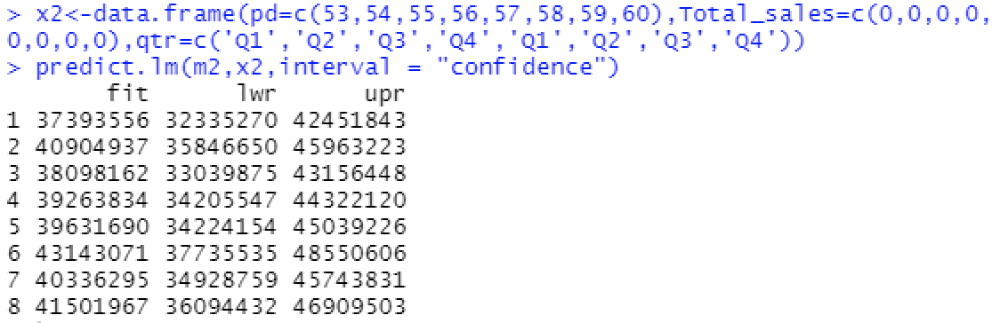 > x2<-data.frame(pd=c(53,54,55,56,57,58,59,60),Total_sales=c(0,0,0,0,
0,0,0,0),qtr=c('Q1','Q2','Q3','Q4','Q1','Q2','Q3','Q4'))
> predict.lm(m2,x2,interval = "confidence")
fit lwr upr
1 37393556 32335270 42451843
2 40904937 35846650 45963223
3 38098162 33039875 43156448
4 39263834 34205547 44322120
5 39631690 34224154 45039226
6 43143071 37735535 48550606
7 40336295 34928759 45743831
8 41501967 36094432 46909503